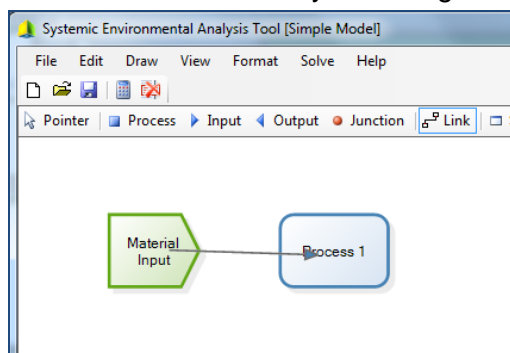 Systemic Environmental Analysis Tool [Simple Model]
File Edit Draw View Format Solve Help
Pointer Process Input Output Junction Link
Material
Input
Process 1